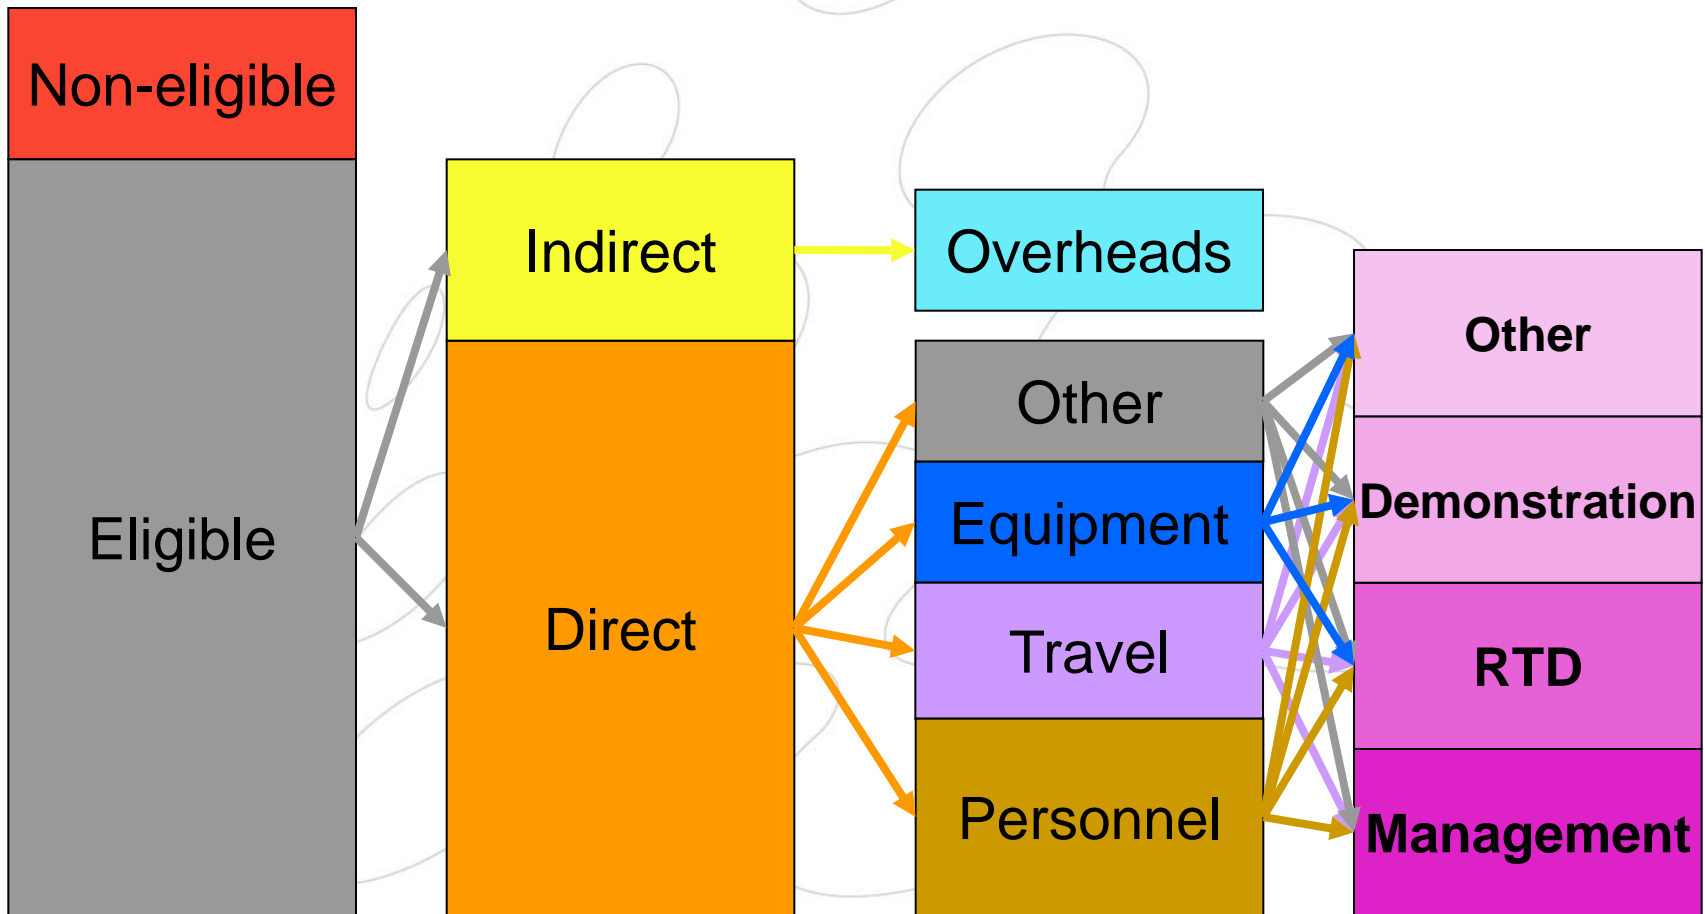 Non-eligible
Eligible
Indirect
Direct
Overheads
Other
Equipment
Travel
Personnel
Other
Demonstration
RTD
Management